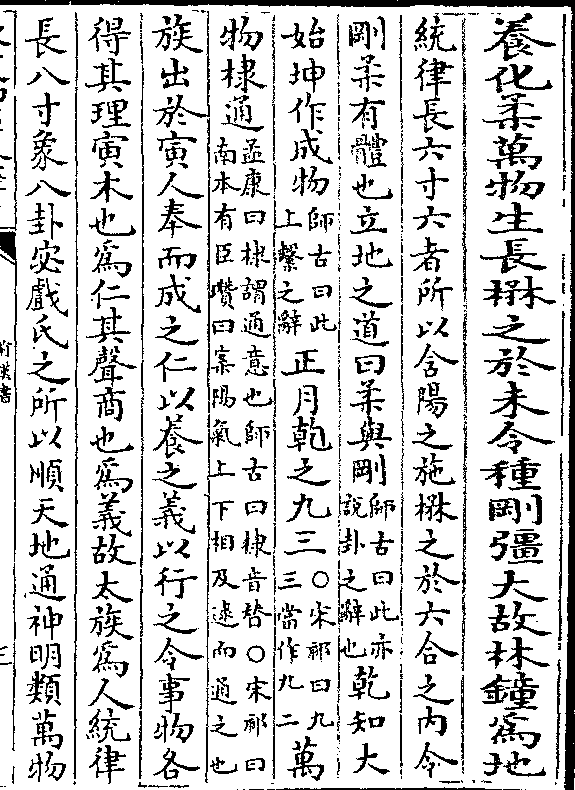 養化柔萬物生長楙之於未令種剛彊大故林鐘爲地
統律長六寸六者所以含陽之施楙之於六合之内令
剛柔有體也立地之道曰柔與剛師古曰此亦說卦之辭也乾知大
始坤作成物師古曰此上繫之辭正月乾之九三○宋祁曰九三當作九二萬
物棣通孟康曰棣謂通意也師古曰棣音替○宋祁曰南本有臣瓚曰案陽氣上下相及逮而通之也
族出於寅人奉而成之仁以養之義以行之令事物各
得其理寅木也爲仁其聲商也爲義故太族爲人統律
長八寸象八卦宓戲氏之所以順天地通神明類萬物